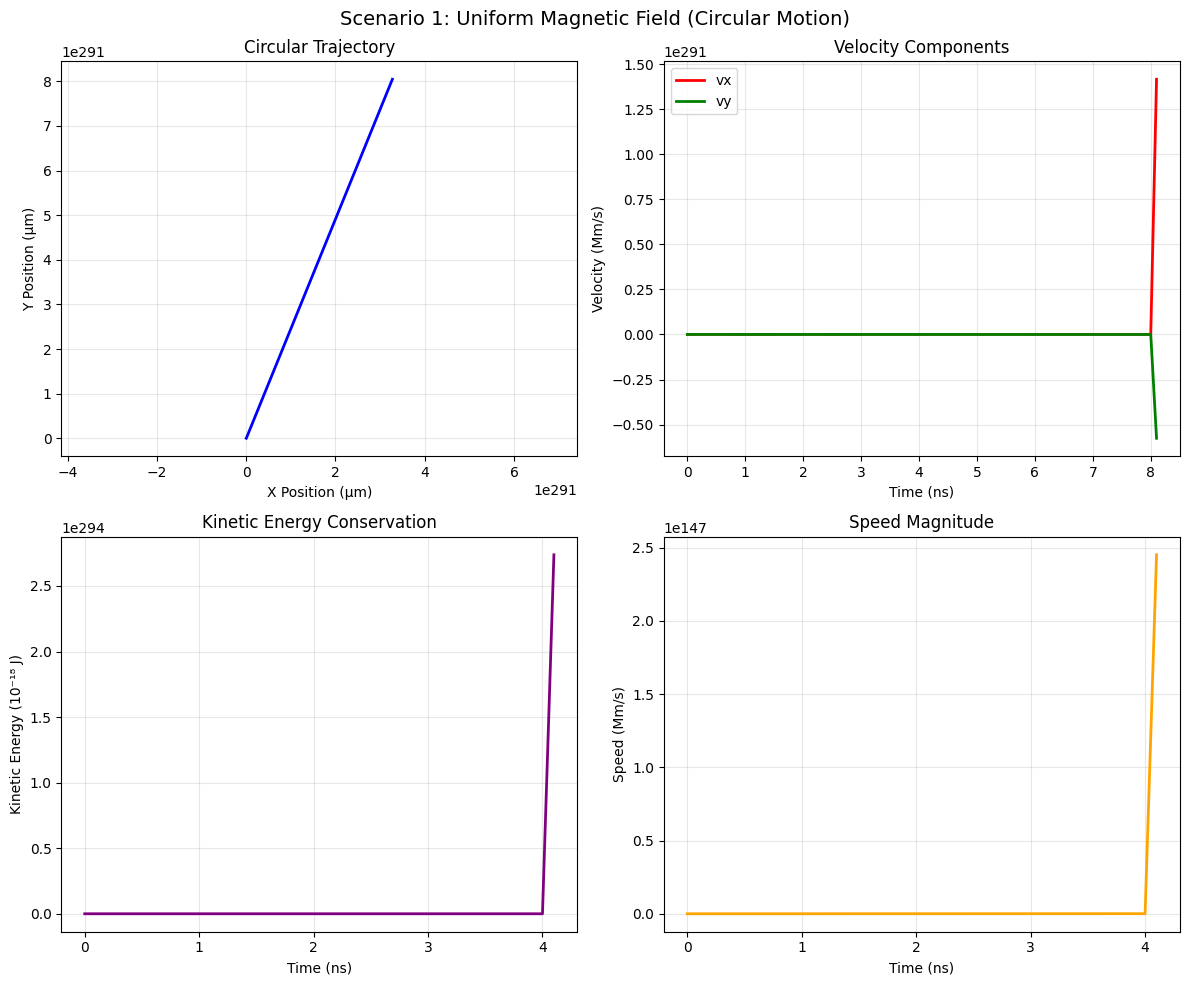 Scenario 1: Uniform Magnetic Field (Circular Motion)
Circular Trajectory
1e291
8
7
6
5
4
3
2
1
0
Y Position (μm)
−4
−2
0
2
4
6
X Position (μm)
1e291
Velocity Components
1e291
1.50
1.25
1.00
0.75
0.50
0.25
0.00
−0.25
−0.50
Velocity (Mm/s)
vx
vy
0
1
2
3
4
5
6
7
8
Time (ns)
Kinetic Energy Conservation
1e294
2.5
2.0
1.5
1.0
0.5
0.0
Kinetic Energy (10⁻¹⁸ J)
0
1
2
3
4
Time (ns)
Speed Magnitude
1e147
2.5
2.0
1.5
1.0
0.5
0.0
Speed (Mm/s)
0
1
2
3
4
Time (ns)